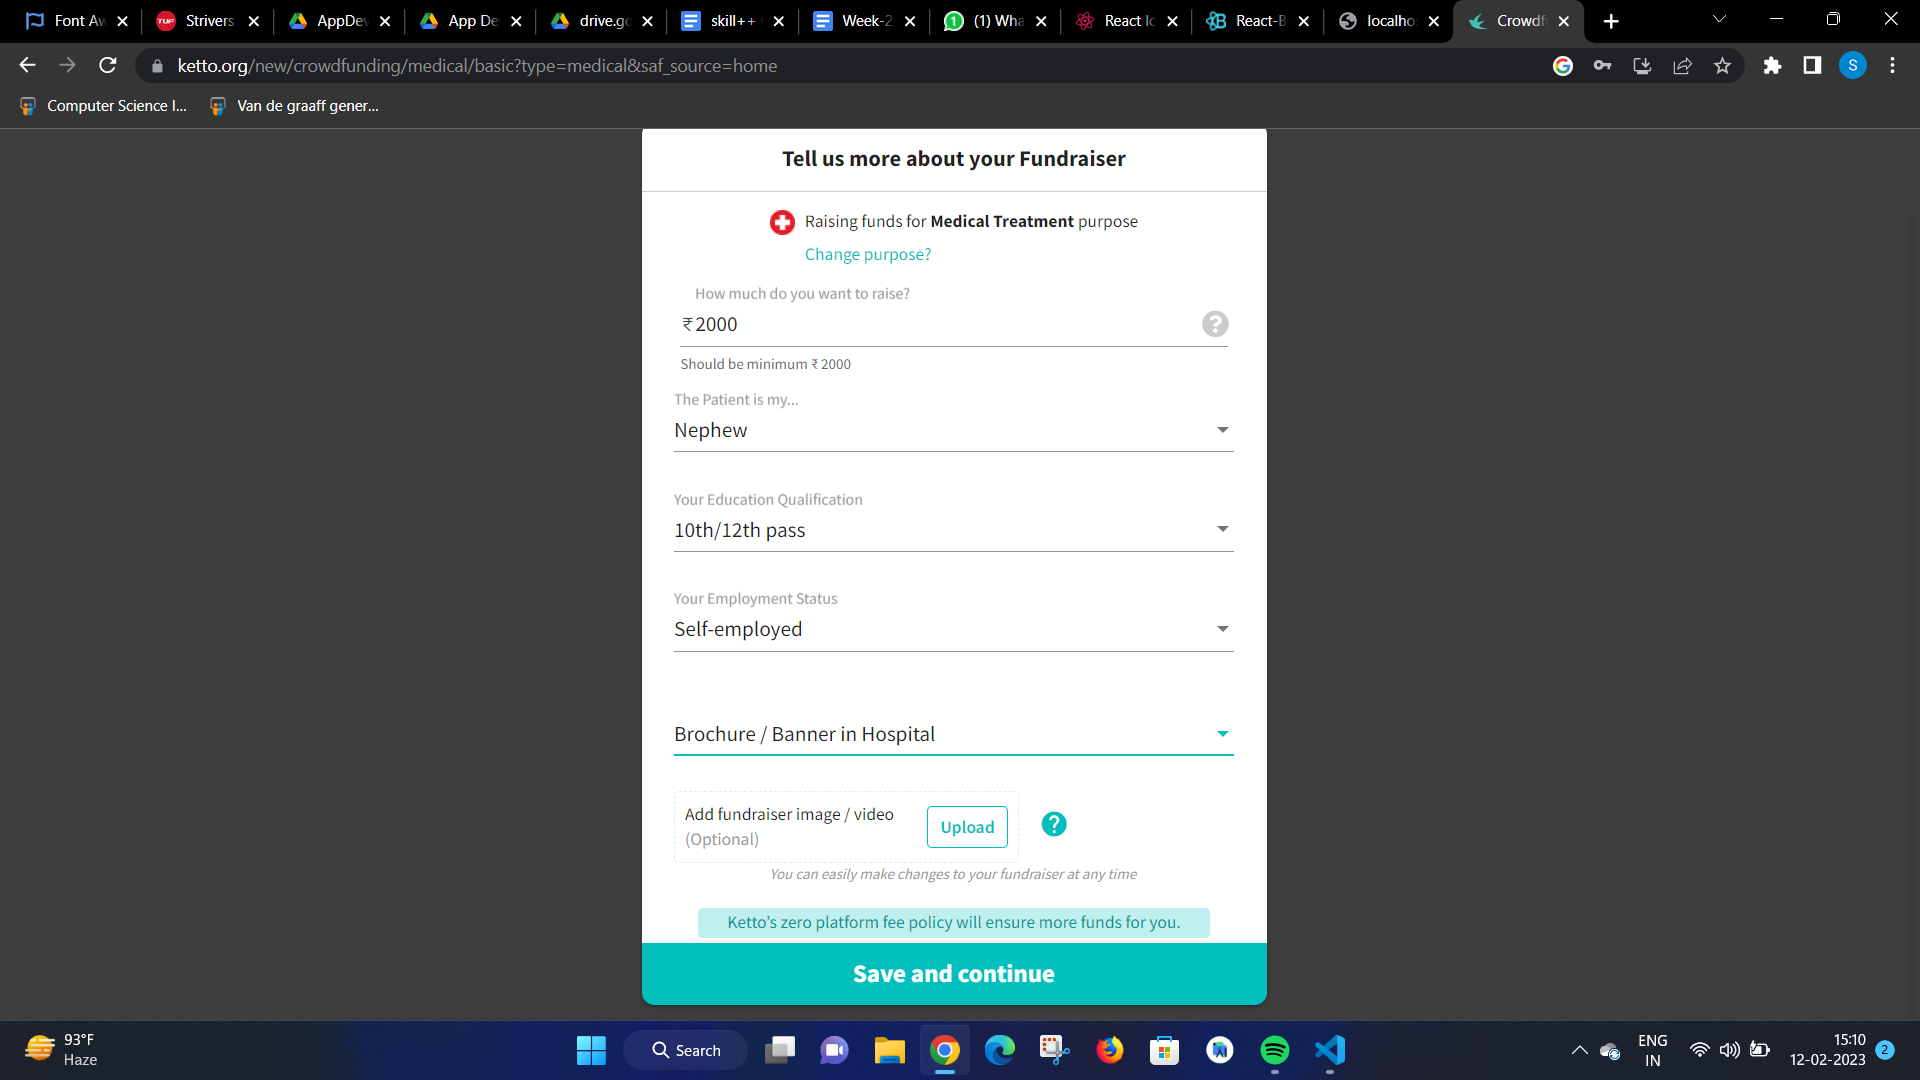 Font Aw
Strivers
AppDev
App De
drive.go
skill++
Week-2
(1) Wha
React Ic
React-B
localho
Crowdf
ketto.org/new/crowdfunding/medical/basic?type=medical&saf_source=home
S
Computer Science I...
Van de graaff gener...
Tell us more about your Fundraiser
Raising funds for Medical Treatment purpose
Change purpose?
How much do you want to raise?
₹ 2000
?
Should be minimum ₹ 2000
The Patient is my...
Nephew
Your Education Qualification
10th/12th pass
Your Employment Status
Self-employed
Brochure / Banner in Hospital
Add fundraiser image / video
(Optional)
Upload
?
You can easily make changes to your fundraiser at any time
Ketto's zero platform fee policy will ensure more funds for you.
Save and continue
93°F
Haze
Search
ENG
IN
15:10
12-02-2023
2